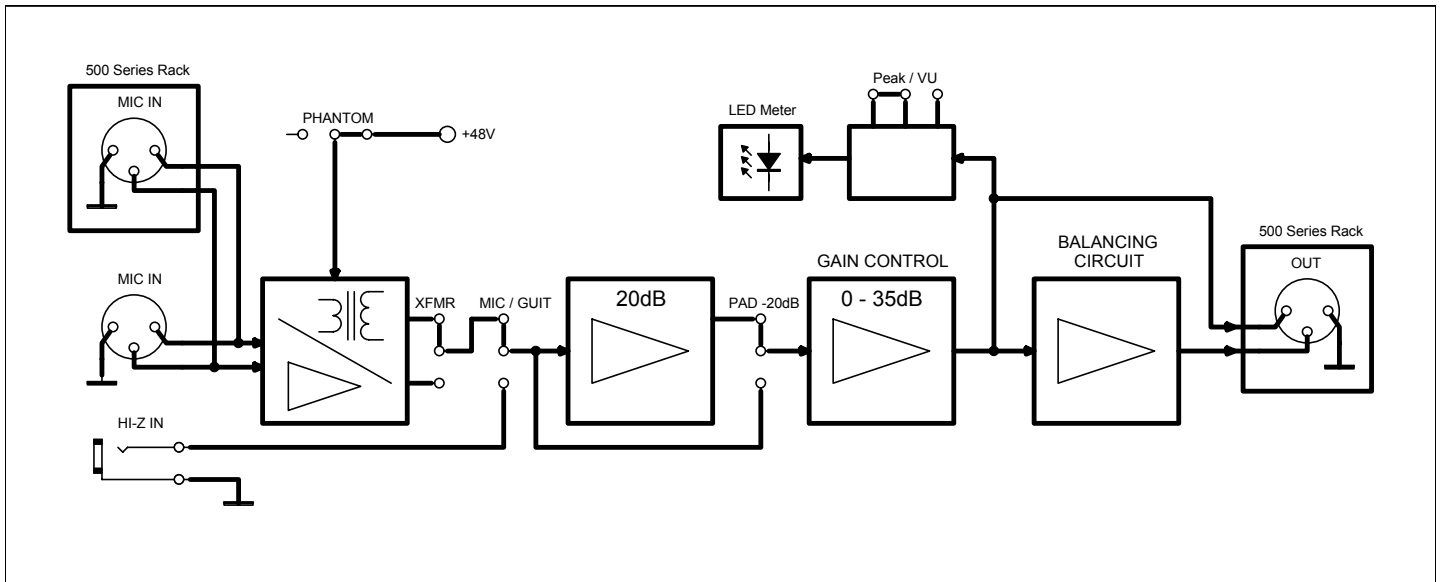 500 Series Rack
MIC IN
PHANTOM
+48V
Peak / VU
LED Meter
MIC IN
XFMR
MIC / GUIT
20dB
PAD -20dB
GAIN CONTROL
0 - 35dB
BALANCING
CIRCUIT
500 Series Rack
OUT
HI-Z IN